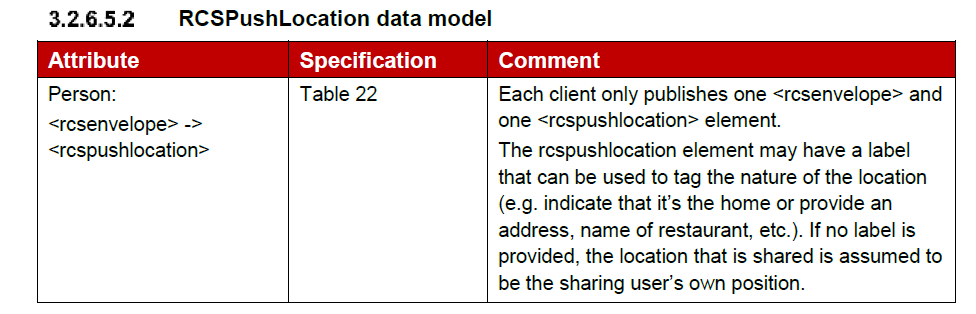 3.2.6.5.2 RCSPushLocation data model
Attribute Specification Comment
Person: Table 22 Each client only publishes one <rcsenvelope> and
<rcsenvelope> -> one <rcspushlocation> element.
<rcspushlocation> The rcspushlocation element may have a label
that can be used to tag the nature of the location
(e.g. indicate that it's the home or provide an
address, name of restaurant, etc.). If no label is
provided, the location that is shared is assumed to
be the sharing user's own position.